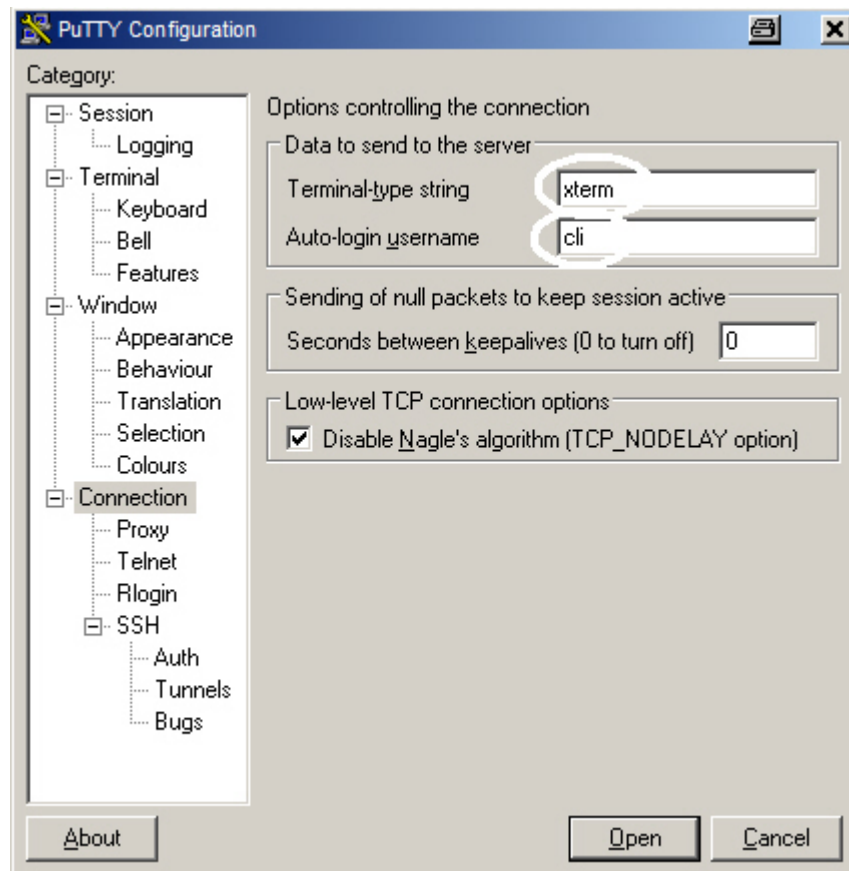 PuTTY Configuration
Category:
Session
Logging
Terminal
Keyboard
Bell
Features
Window
Appearance
Behaviour
Translation
Selection
Colours
Connection
Proxy
Telnet
Rlogin
SSH
Auth
Tunnels
Bugs
Options controlling the connection
Data to send to the server
Terminal-type string xterm
Auto-login username cli
Sending of null packets to keep session active
Seconds between keepalives (0 to turn off) 0
Low-level TCP connection options
Disable Nagle's algorithm (TCP_NODELAY option)
About Open Cancel